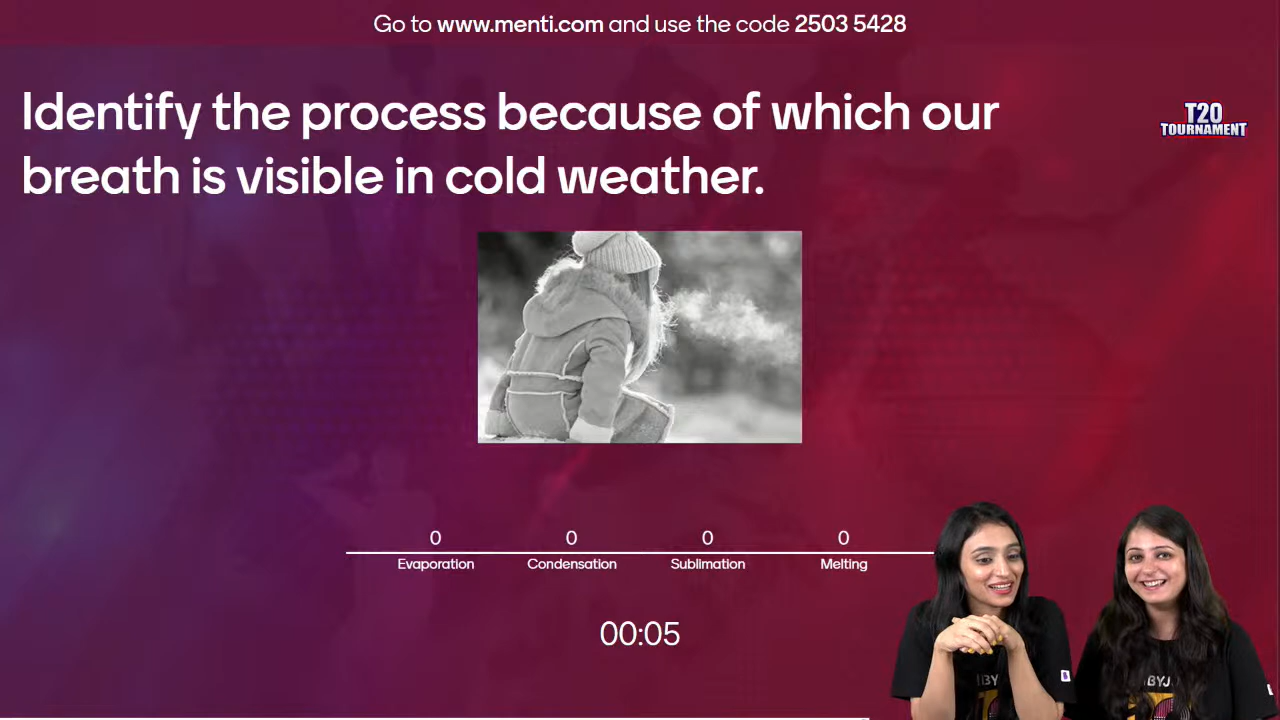 Go to www.menti.com and use the code 2503 5428
Identify the process because of which our
breath is visible in cold weather.
T20
TOURNAMENT
0
0
0
0
Evaporation
Condensation
Sublimation
Melting
00:05